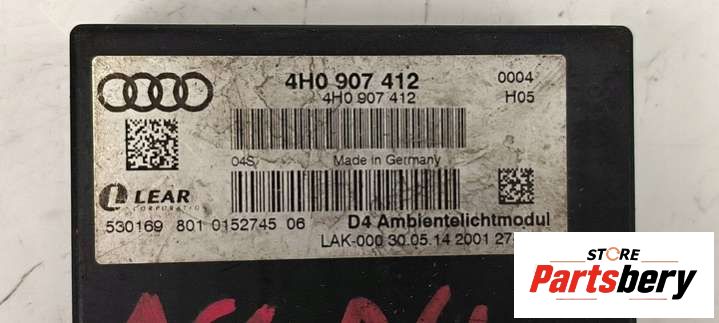 4H0 907 412
4H0 907 412
0004
H05
04S
Made in Germany
LEAR
CORPORATION
530169 801 0152745 06
D4 Ambientelichtmodul
LAK-000 30.05.14 2001
STORE
Partsbery